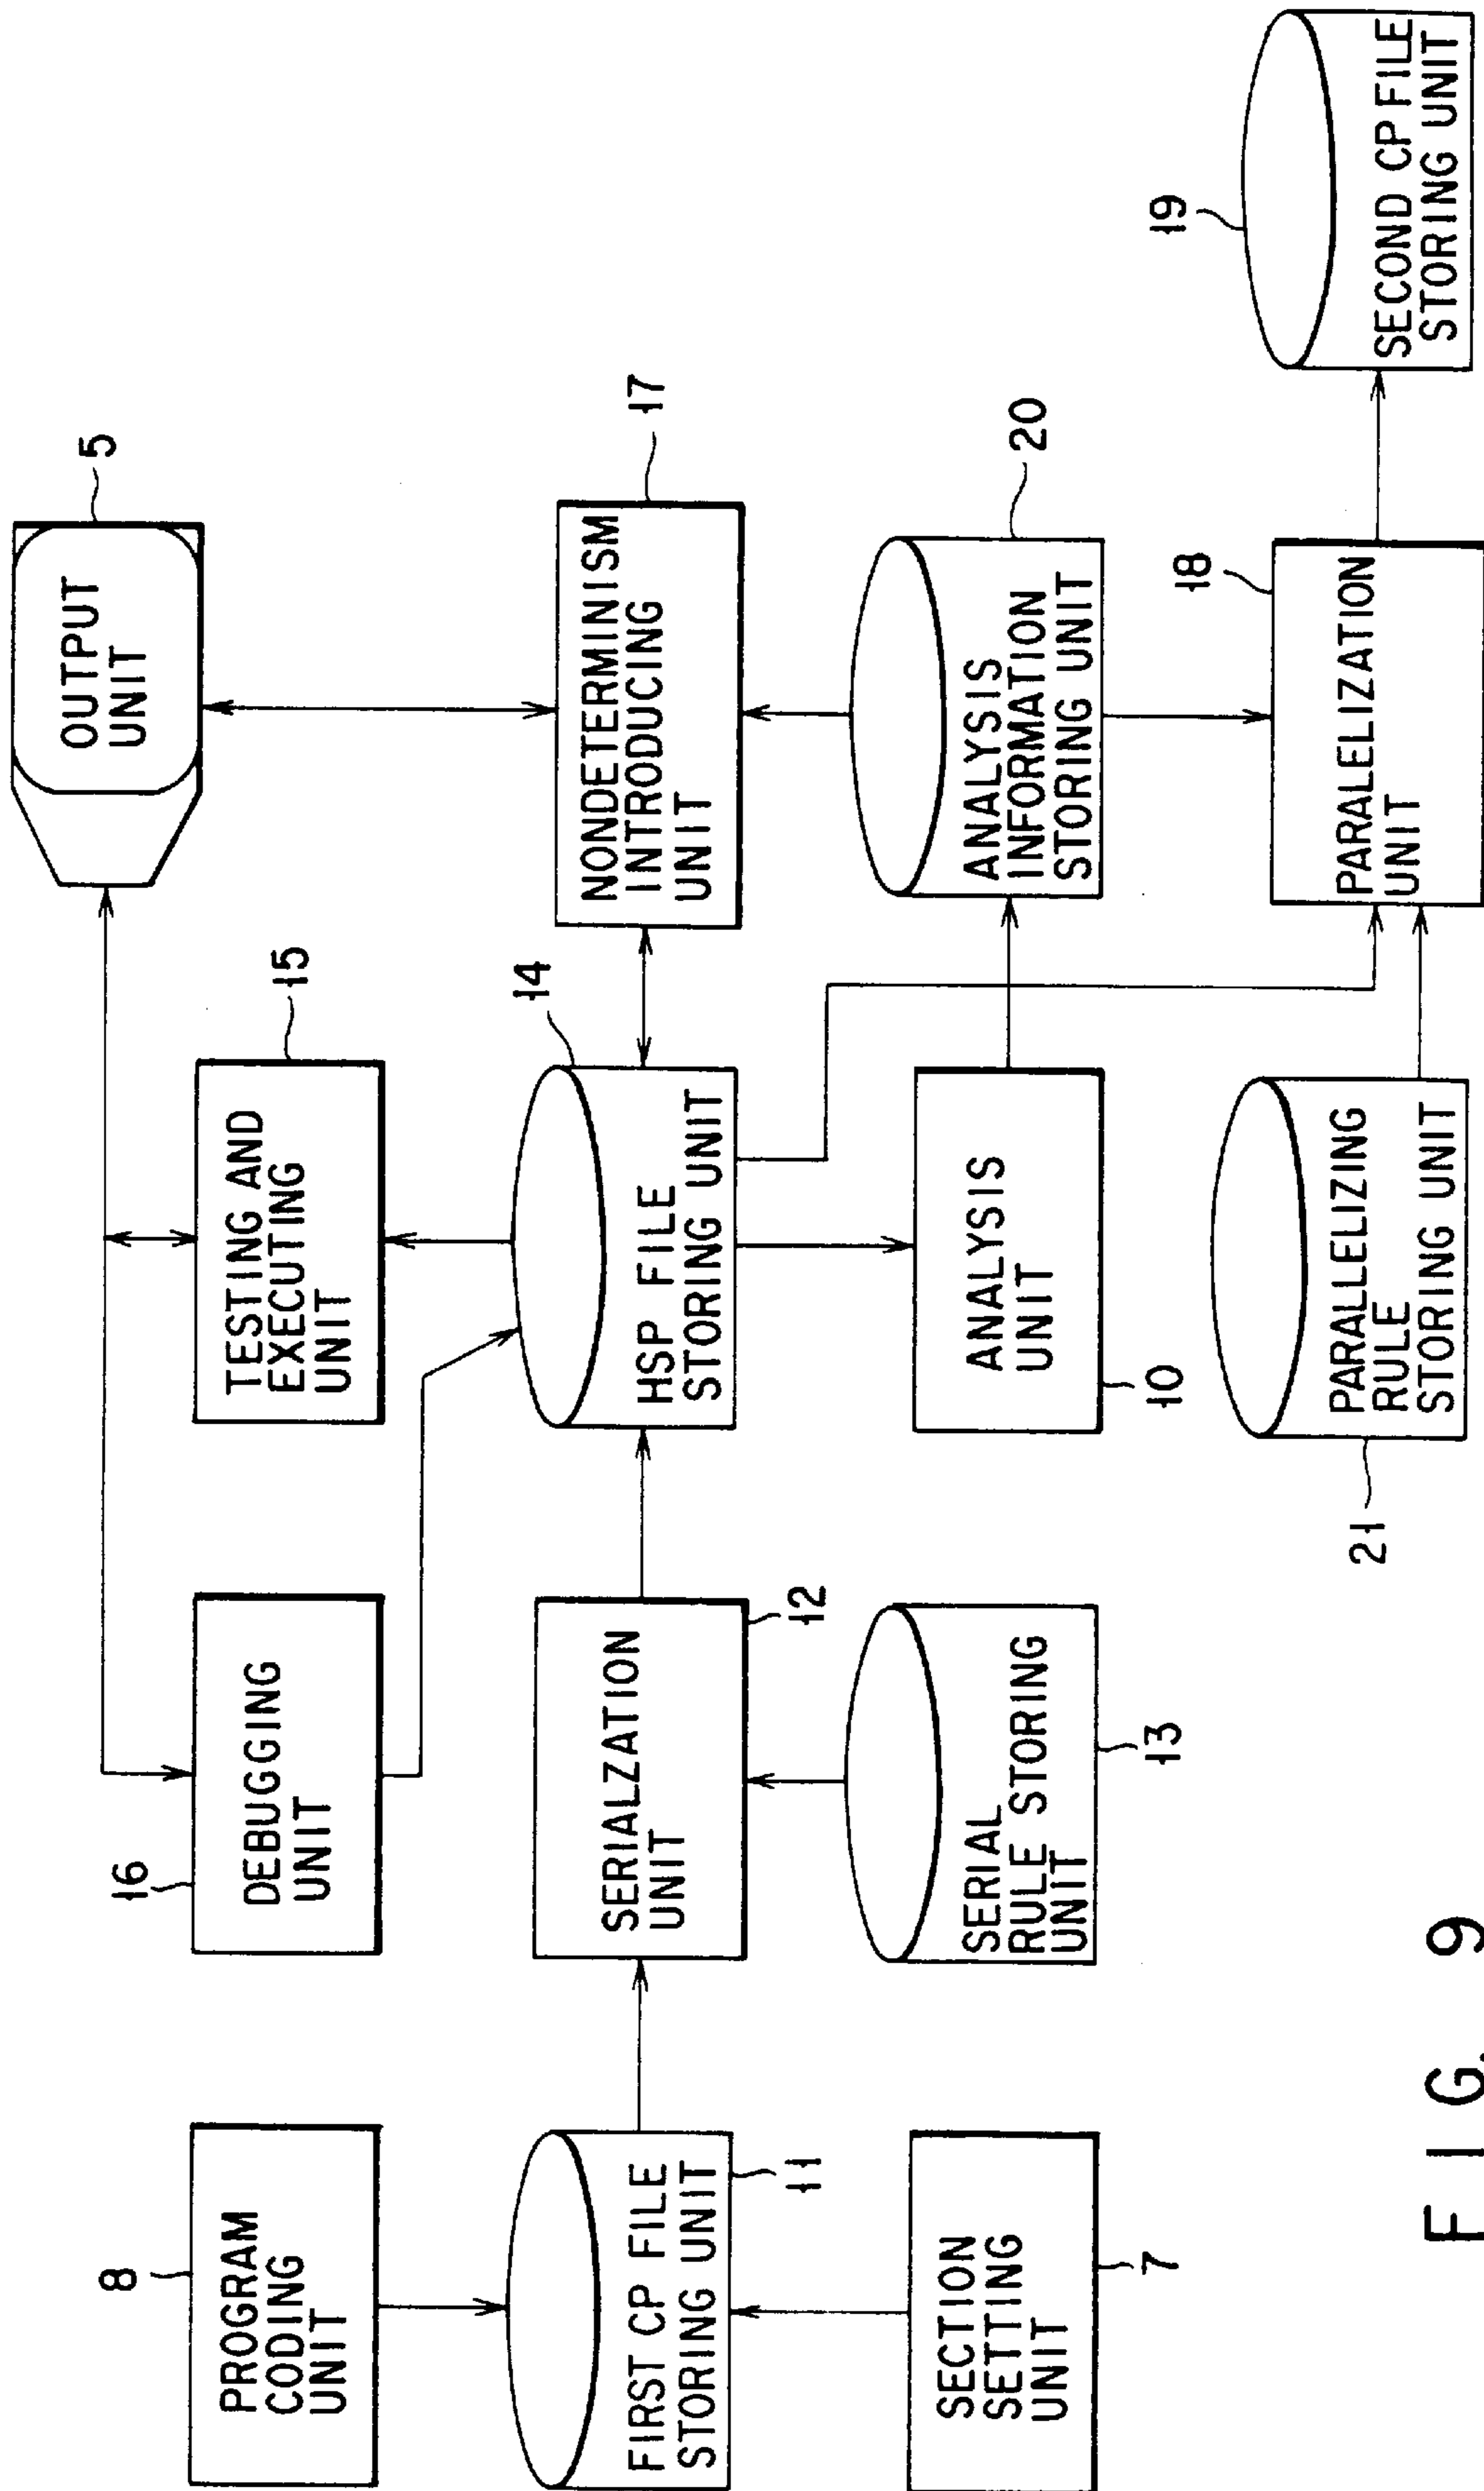 8
PROGRAM
CODING
UNIT
FIRST CP FILE
STORING UNIT
11
SECTION
SETTING
UNIT
7
16
DEBUGGING
UNIT
SERIALZATION
UNIT
12
SERIAL
RULE STORING
UNIT
13
TESTING AND
EXECUTING
UNIT
15
14
HSP FILE
STORING UNIT
ANALYSIS
UNIT
10
PARALLELIZING
RULE
STORING UNIT
21
OUTPUT
UNIT
5
NONDETERMINISM
INTRODUCING
UNIT
17
ANALYSIS
INFORMATION
STORING UNIT
20
PARALELIZATION
UNIT
18
19
SECOND CP FILE
STORING UNIT
FIG. 9